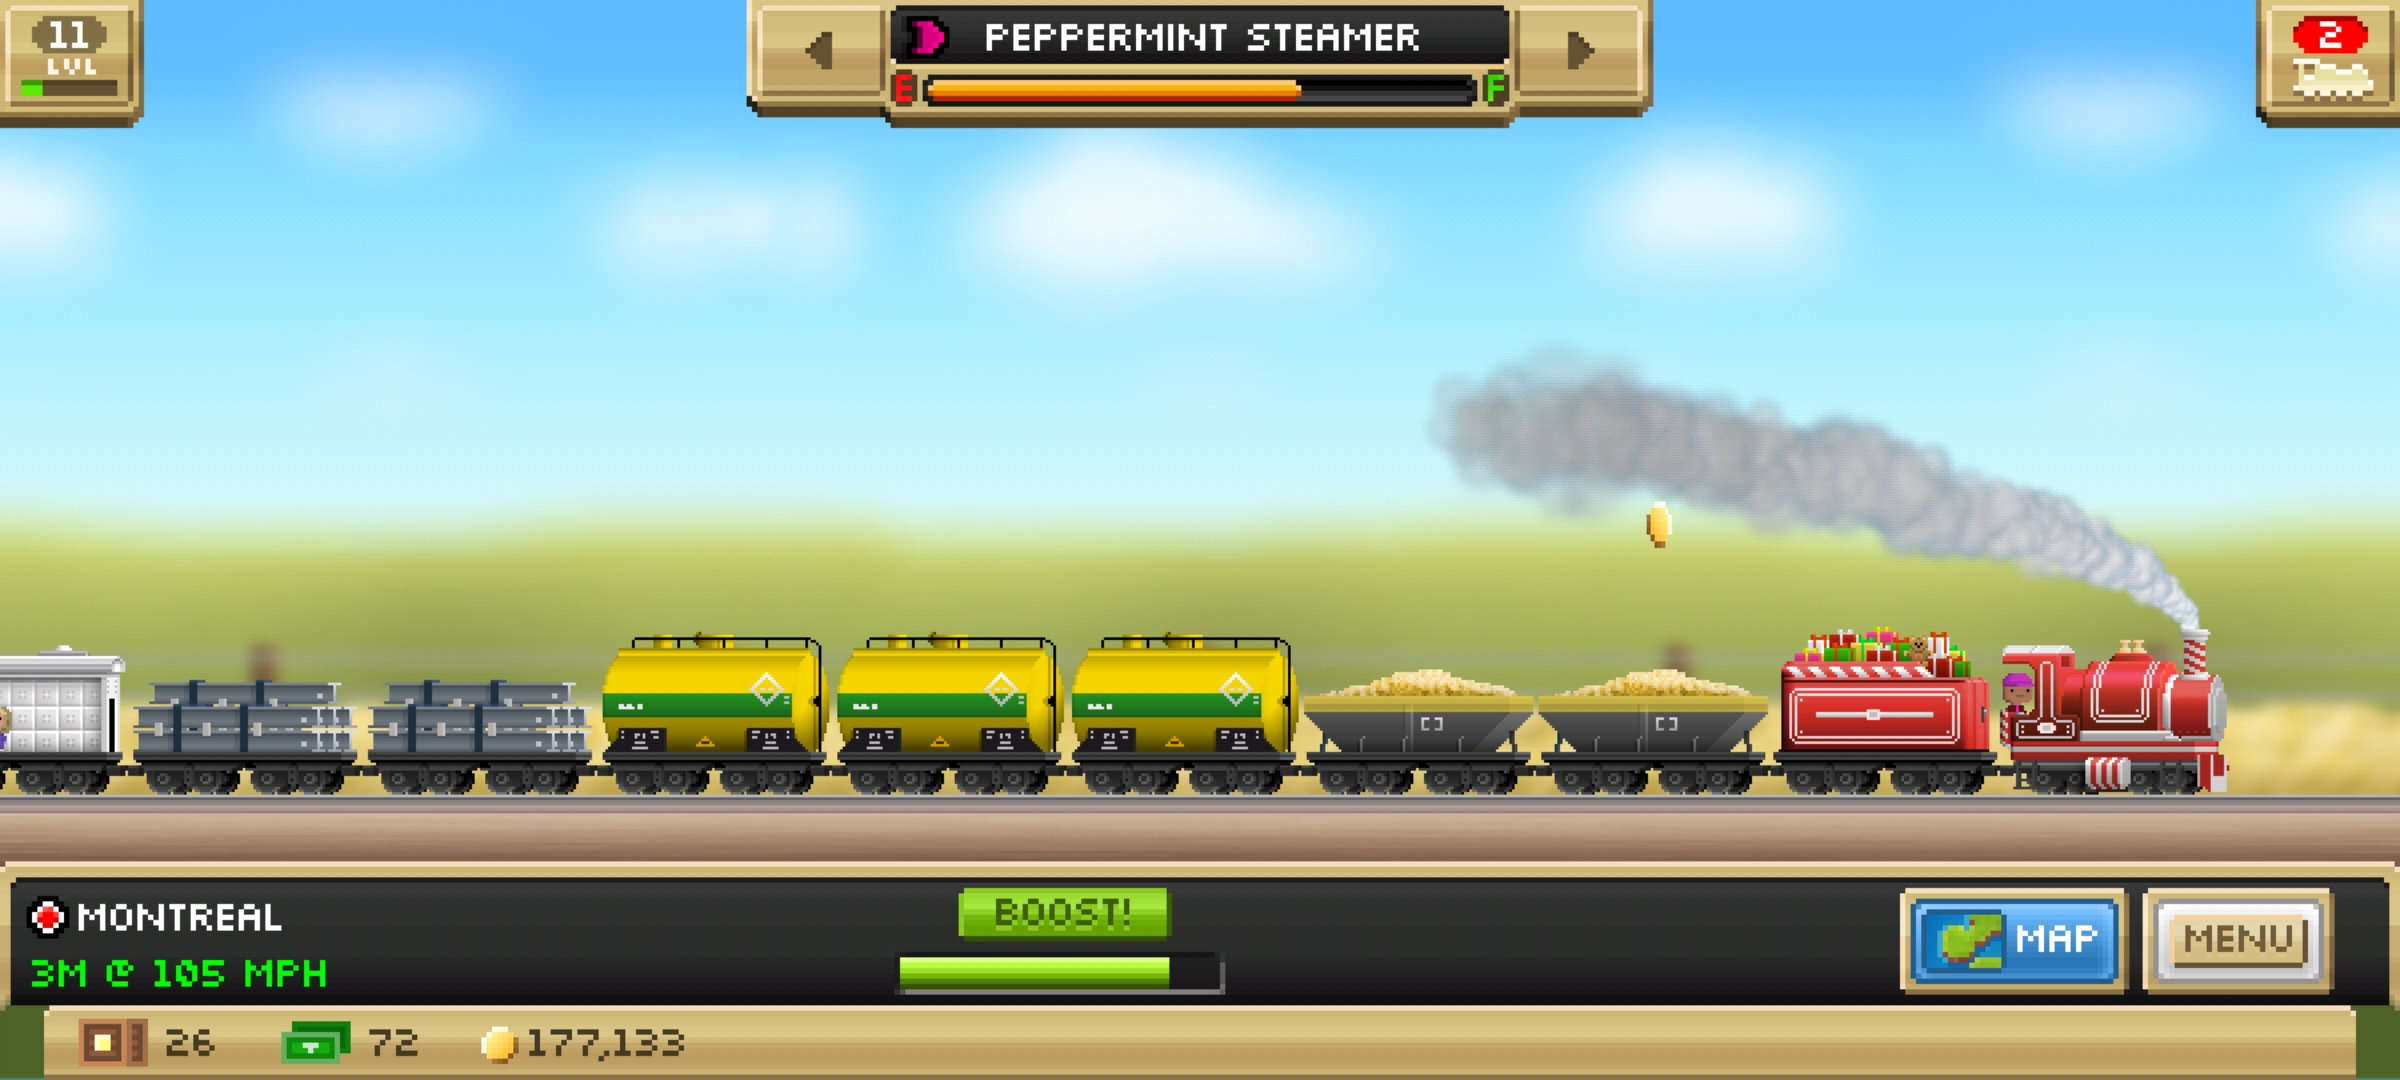 11
LVL
PEPPERMINT STEAMER
E F
2
MONTREAL
3M @ 105 MPH
BOOST!
MAP
MENU
26
72
177,133